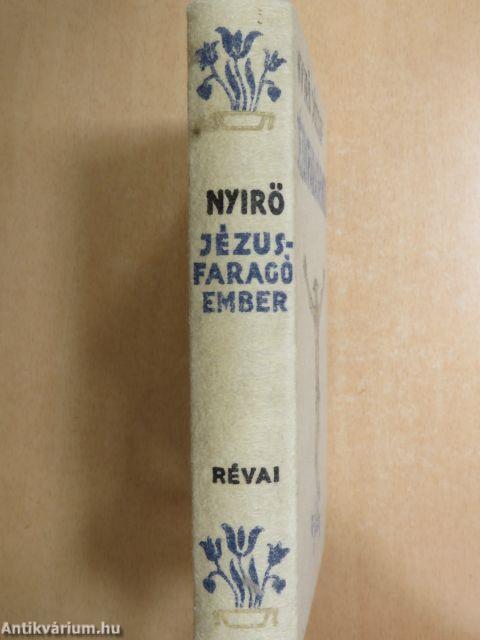 NYIRŐ
JÉZUS-
FARAGÓ
EMBER
RÉVAI
Antikvárium.hu